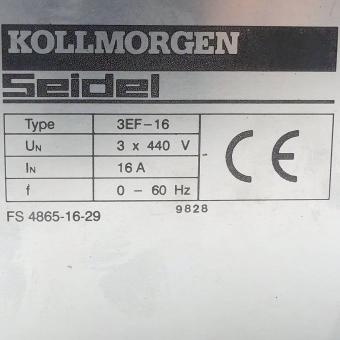 KOLLMORGEN
Seidel
Type 3EF-16
UN 3 x 440 V
IN 16 A
f 0 - 60 Hz
CE
FS 4865-16-29 9828